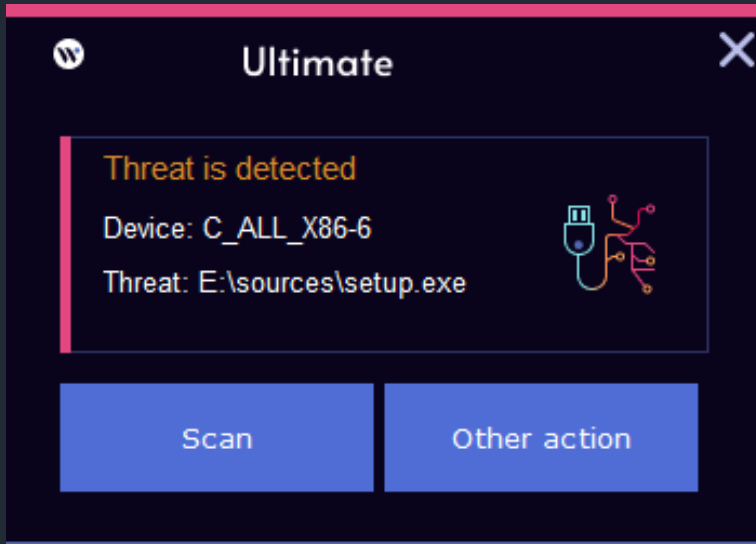 Ultimate
Threat is detected
Device: C_ALL_X86-6
Threat: E:\sources\setup.exe
Scan
Other action